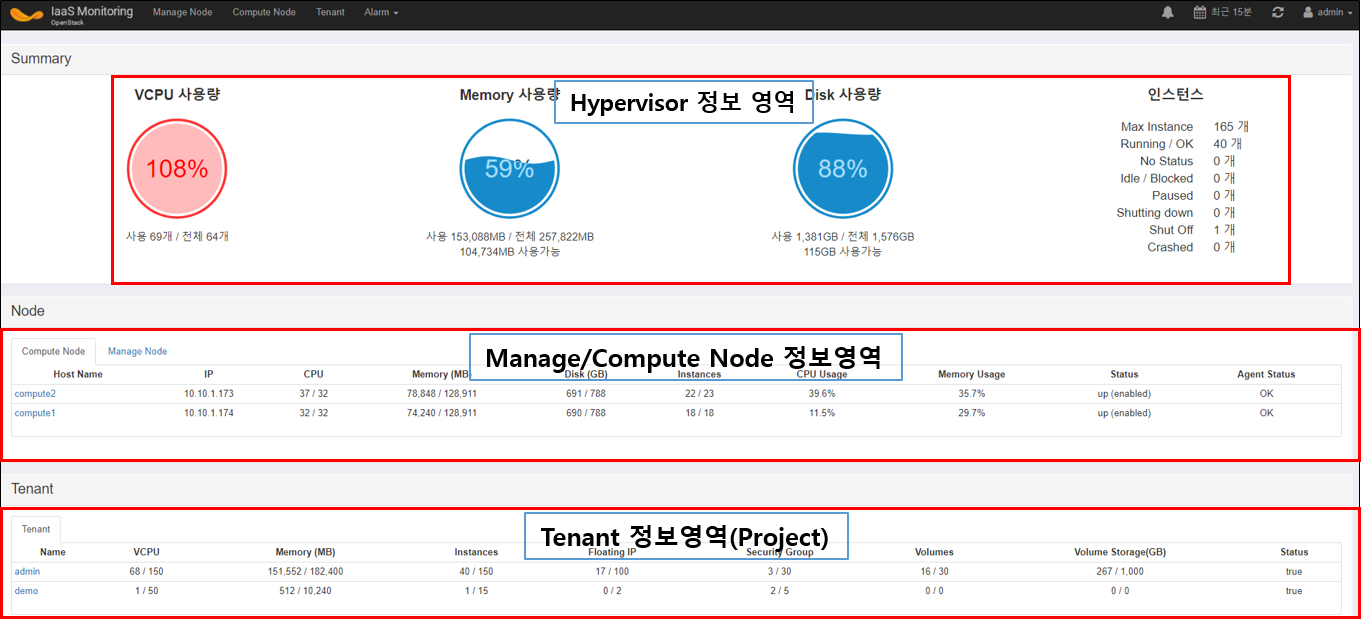 IaaS Monitoring
OpenStack
Manage Node Compute Node Tenant Alarm
최근 15분 admin
Summary
VCPU 사용량 Memory 사용량 Hypervisor 정보 영역 Disk 사용량 인스턴스
108% 59% 88%
사용 69개 / 전체 64개
사용 153,088MB / 전체 257,822MB
104,734MB 사용가능
사용 1,381GB / 전체 1,576GB
115GB 사용가능
Max Instance 165 개
Running / OK 40 개
No Status 0 개
Idle / Blocked 0 개
Paused 0 개
Shutting down 0 개
Shut Off 1 개
Crashed 0 개
Node
Compute Node Manage Node
Manage/Compute Node 정보영역
Host Name IP CPU Memory (MB) Disk (GB) Instances CPU Usage Memory Usage Status Agent Status
compute2 10.10.1.173 37 / 32 78,848 / 128,911 691 / 788 22 / 23 39.6% 35.7% up (enabled) OK
compute1 10.10.1.174 32 / 32 74,240 / 128,911 690 / 788 18 / 18 11.5% 29.7% up (enabled) OK
Tenant
Tenant
Tenant 정보영역(Project)
Name VCPU Memory (MB) Instances Floating IP Security Group Volumes Volume Storage(GB) Status
admin 68 / 150 151,552 / 182,400 40 / 150 17 / 100 3 / 30 16 / 30 267 / 1,000 true
demo 1 / 50 512 / 10,240 1 / 15 0 / 2 2 / 5 0 / 0 0 / 0 true